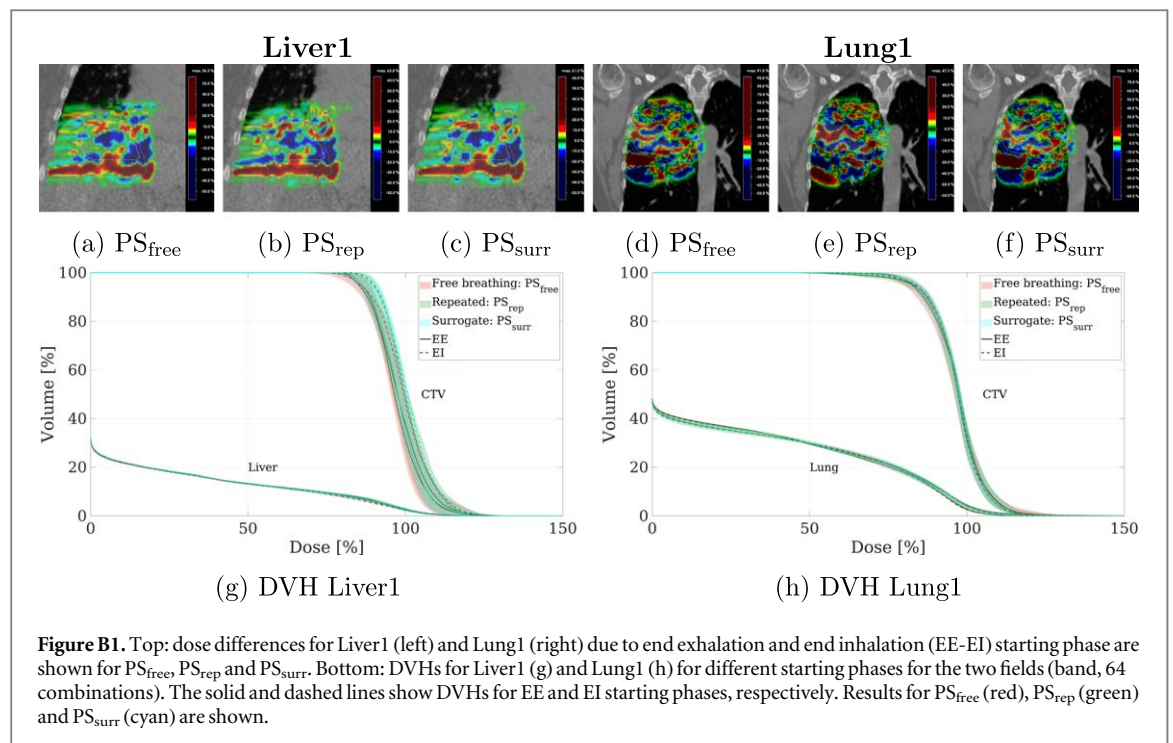 Liver1 Lung1
(a) PSfree (b) PSrep (c) PSsurr (d) PSfree (e) PSrep (f) PSsurr
100
80
60
40
20
0
Volume [%]
0 50 100 150
Dose [%]
Free breathing: PSfree
Repeated: PSrep
Surrogate: PSsurr
EE
EI
CTV
Liver
(g) DVH Liver1
100
80
60
40
20
0
Volume [%]
0 50 100 150
Dose [%]
Free breathing: PSfree
Repeated: PSrep
Surrogate: PSsurr
EE
EI
CTV
Lung
(h) DVH Lung1
Figure B1. Top: dose differences for Liver1 (left) and Lung1 (right) due to end exhalation and end inhalation (EE-EI) starting phase are
shown for PSfree, PSrep and PSsurr. Bottom: DVHs for Liver1 (g) and Lung1 (h) for different starting phases for the two fields (band, 64
combinations). The solid and dashed lines show DVHs for EE and EI starting phases, respectively. Results for PSfree (red), PSrep (green)
and PSsurr (cyan) are shown.